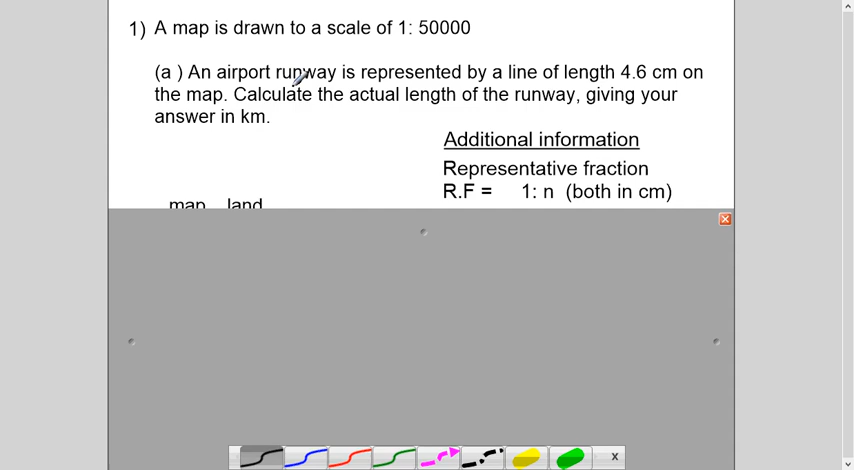 1) A map is drawn to a scale of 1: 50000
(a ) An airport runway is represented by a line of length 4.6 cm on
the map. Calculate the actual length of the runway, giving your
answer in km.
Additional information
Representative fraction
R.F = 1: n (both in cm)
map land
x